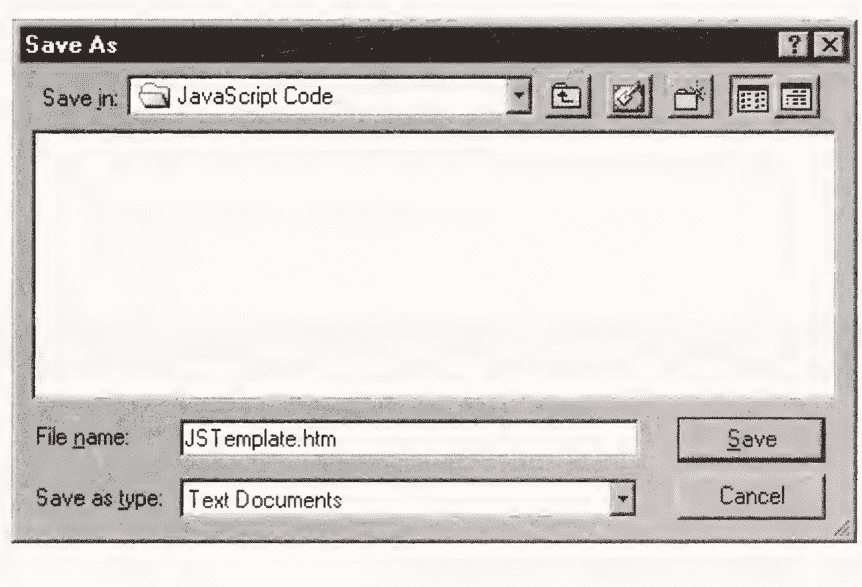 Save As
Save in: JavaScript Code
File name: JSTemplate.htm Save
Save as type: Text Documents Cancel